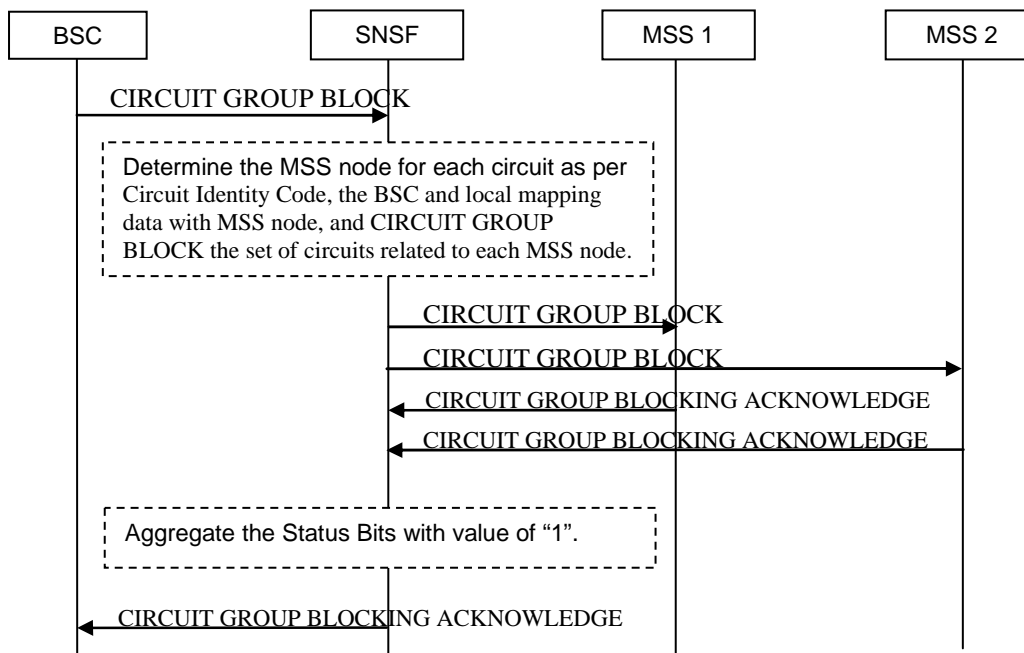 BSC
SNSF
MSS 1
MSS 2
CIRCUIT GROUP BLOCK
Determine the MSS node for each circuit as per
Circuit Identity Code, the BSC and local mapping
data with MSS node, and CIRCUIT GROUP
BLOCK the set of circuits related to each MSS node.
CIRCUIT GROUP BLOCK
CIRCUIT GROUP BLOCK
CIRCUIT GROUP BLOCKING ACKNOWLEDGE
CIRCUIT GROUP BLOCKING ACKNOWLEDGE
Aggregate the Status Bits with value of “1”.
CIRCUIT GROUP BLOCKING ACKNOWLEDGE